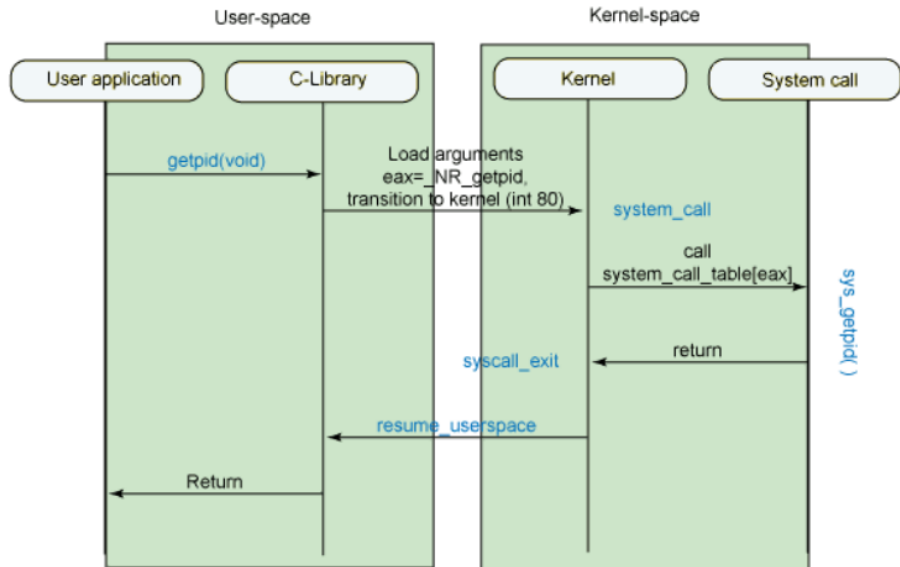 User-space
Kernel-space
User application
C-Library
Kernel
System call
getpid(void)
Load arguments
eax=_NR_getpid,
transition to kernel (int 80)
system_call
call
system_call_table[eax]
sys_getpid( )
return
syscall_exit
resume_userspace
Return